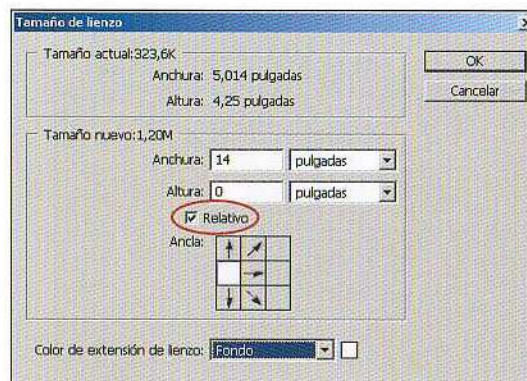 Tamaño de lienzo
Tamaño actual:323,6K
Anchura: 5,014 pulgadas
Altura: 4,25 pulgadas
OK
Cancelar
Tamaño nuevo:1,20M
Anchura: 14 pulgadas
Altura: 0 pulgadas
Relativo
Ancla:
Color de extensión de lienzo: Fondo